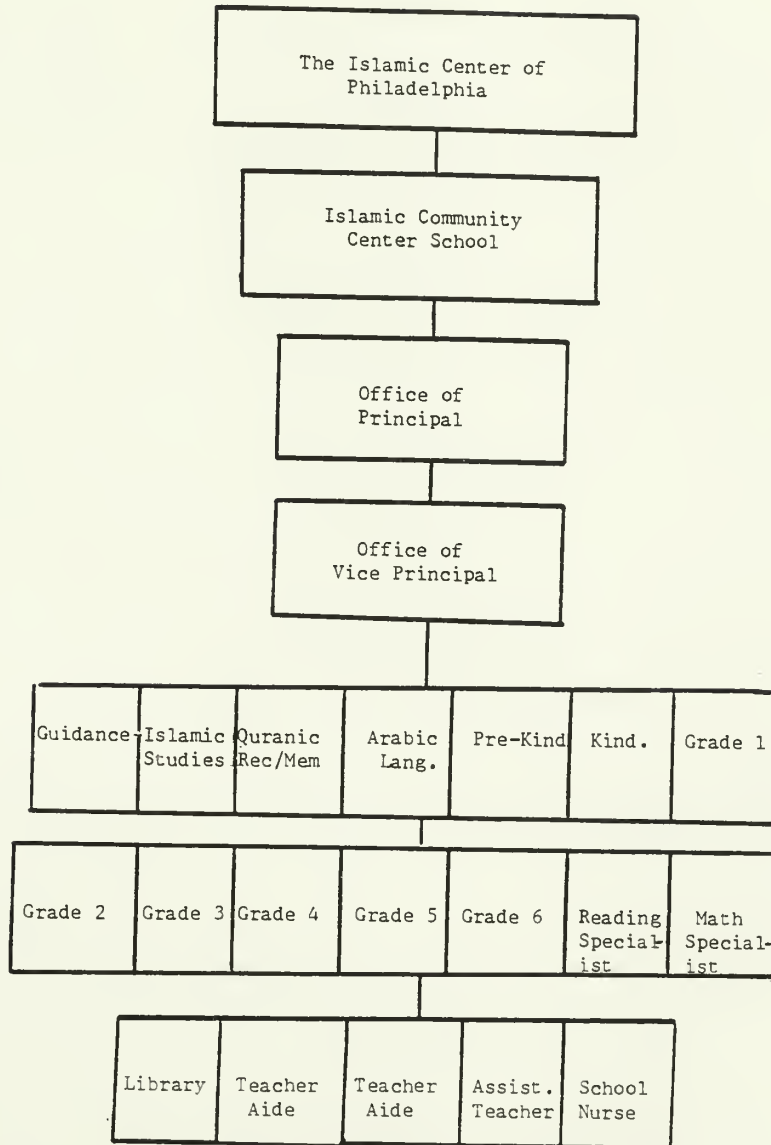 The Islamic Center of
Philadelphia
Islamic Community
Center School
Office of
Principal
Office of
Vice Principal
Guidance
Islamic
Studies
Quranic
Rec/Mem
Arabic
Lang.
Pre-Kind
Kind.
Grade 1
Grade 2
Grade 3
Grade 4
Grade 5
Grade 6
Reading
Special-
ist
Math
Special-
ist
Library
Teacher
Aide
Teacher
Aide
Assist.
Teacher
School
Nurse